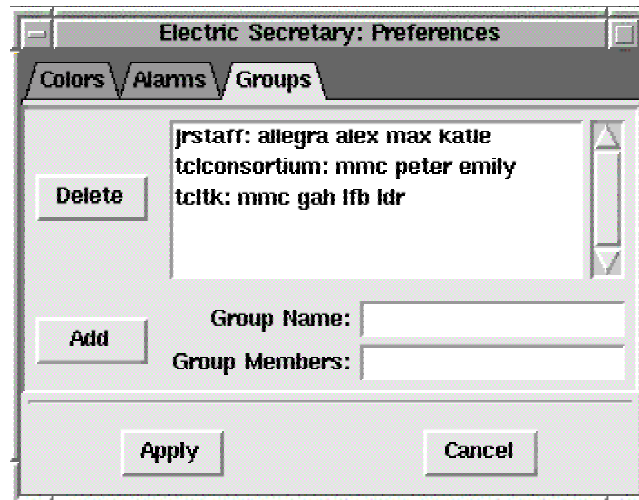 Electric Secretary: Preferences
Colors Alarms Groups
jrstaff: allegra alex max katie
tclconsortium: mmc peter emily
tcltk: mmc gah lfb ldr
Delete
Group Name:
Add
Group Members:
Apply Cancel